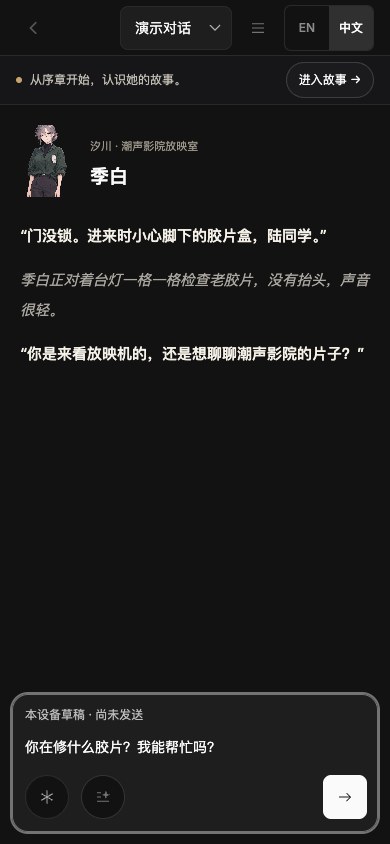 演示对话
EN
中文
从序章开始，认识她的故事。
进入故事 →
汐川 · 潮声影院放映室
季白
“门没锁。进来时小心脚下的胶片盒，陆同学。”
季白正对着台灯一格一格检查老胶片，没有抬头，声音
很轻。
“你是来看放映机的，还是想聊聊潮声影院的片子？”
本设备草稿 · 尚未发送
你在修什么胶片？我能帮忙吗？